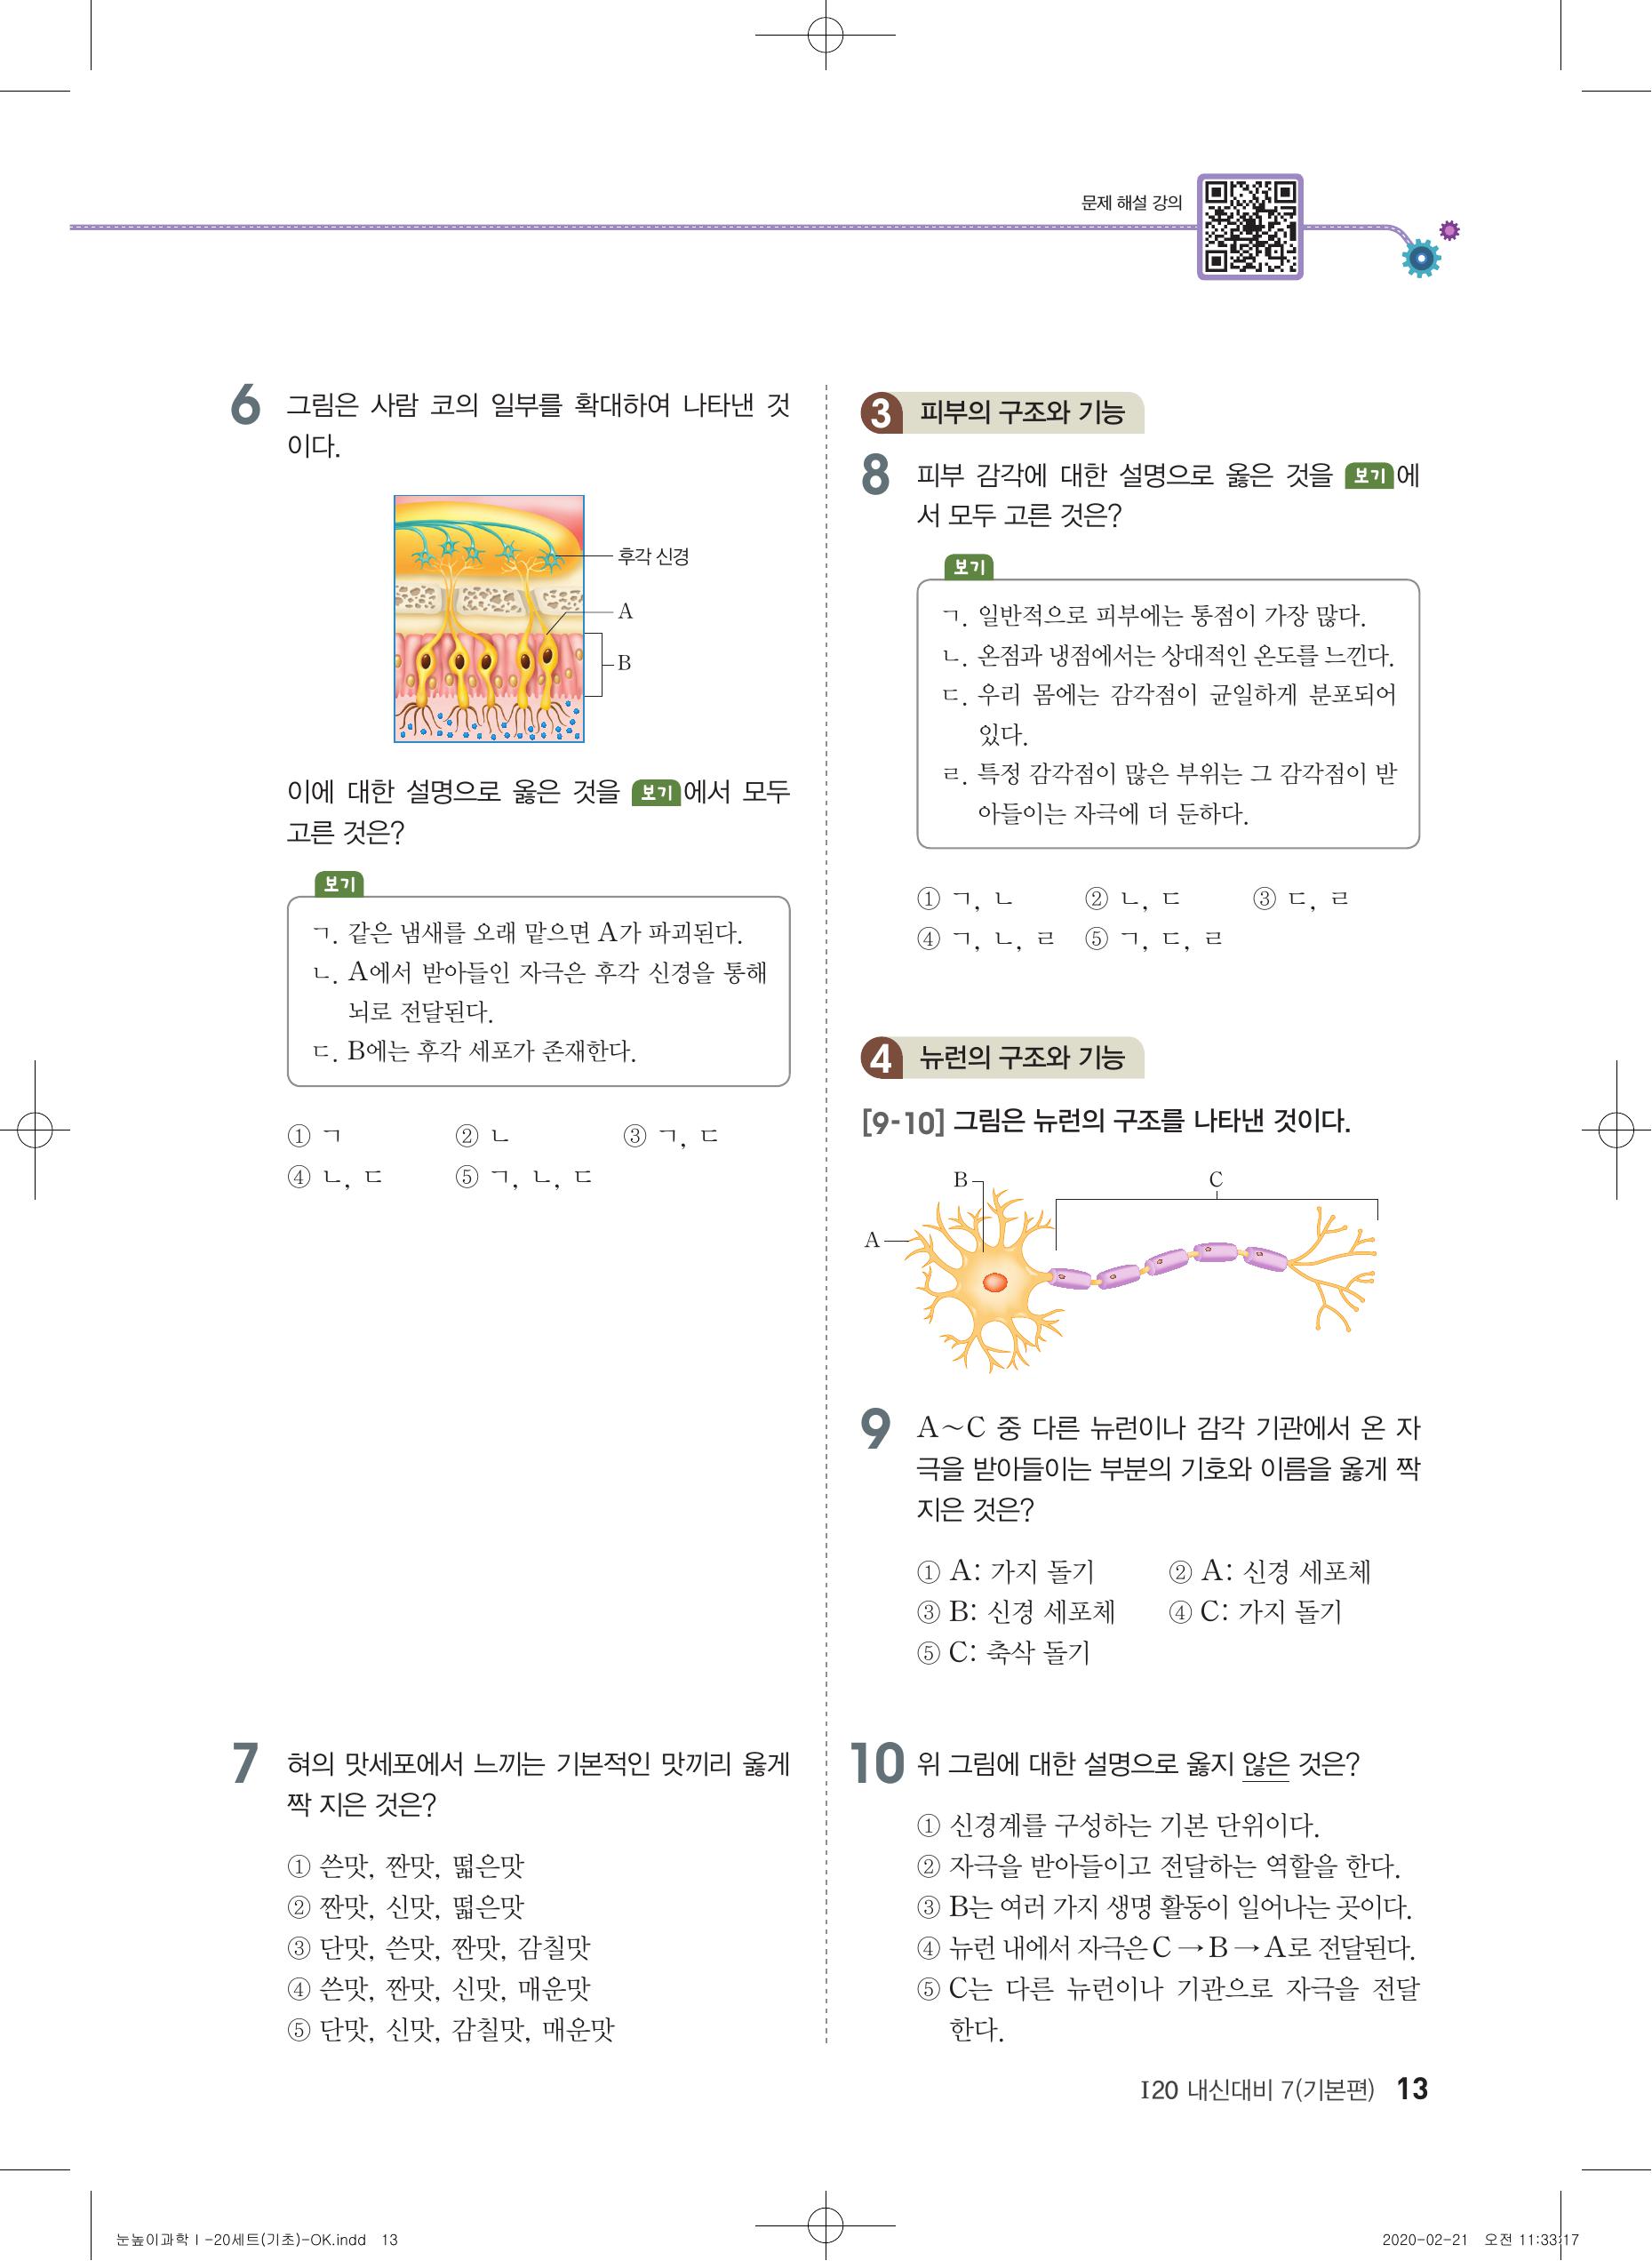 문제 해설 강의
6 그림은 사람 코의 일부를 확대하여 나타낸 것
이다.
후각 신경
A
B
이에 대한 설명으로 옳은 것을 보기에서 모두
고른 것은?
보기
ㄱ. 같은 냄새를 오래 맡으면 A가 파괴된다.
ㄴ. A에서 받아들인 자극은 후각 신경을 통해
뇌로 전달된다.
ㄷ. B에는 후각 세포가 존재한다.
① ㄱ ② ㄴ ③ ㄱ, ㄷ
④ ㄴ, ㄷ ⑤ ㄱ, ㄴ, ㄷ
7 혀의 맛세포에서 느끼는 기본적인 맛끼리 옳게
짝 지은 것은?
① 쓴맛, 짠맛, 떫은맛
② 짠맛, 신맛, 떫은맛
③ 단맛, 쓴맛, 짠맛, 감칠맛
④ 쓴맛, 짠맛, 신맛, 매운맛
⑤ 단맛, 신맛, 감칠맛, 매운맛
3 피부의 구조와 기능
8 피부 감각에 대한 설명으로 옳은 것을 보기에
서 모두 고른 것은?
보기
ㄱ. 일반적으로 피부에는 통점이 가장 많다.
ㄴ. 온점과 냉점에서는 상대적인 온도를 느낀다.
ㄷ. 우리 몸에는 감각점이 균일하게 분포되어
있다.
ㄹ. 특정 감각점이 많은 부위는 그 감각점이 받
아들이는 자극에 더 둔하다.
① ㄱ, ㄴ ② ㄴ, ㄷ ③ ㄷ, ㄹ
④ ㄱ, ㄴ, ㄹ ⑤ ㄱ, ㄷ, ㄹ
4 뉴런의 구조와 기능
[9-10] 그림은 뉴런의 구조를 나타낸 것이다.
B
C
A
9 A~C 중 다른 뉴런이나 감각 기관에서 온 자
극을 받아들이는 부분의 기호와 이름을 옳게 짝
지은 것은?
① A: 가지 돌기 ② A: 신경 세포체
③ B: 신경 세포체 ④ C: 가지 돌기
⑤ C: 축삭 돌기
10 위 그림에 대한 설명으로 옳지 않은 것은?
① 신경계를 구성하는 기본 단위이다.
② 자극을 받아들이고 전달하는 역할을 한다.
③ B는 여러 가지 생명 활동이 일어나는 곳이다.
④ 뉴런 내에서 자극은 C → B → A로 전달된다.
⑤ C는 다른 뉴런이나 기관으로 자극을 전달
한다.
I20 내신대비 7(기본편) 13
눈높이과학Ⅰ-20세트(기초)-OK.indd 13
2020-02-21 오전 11:33:17